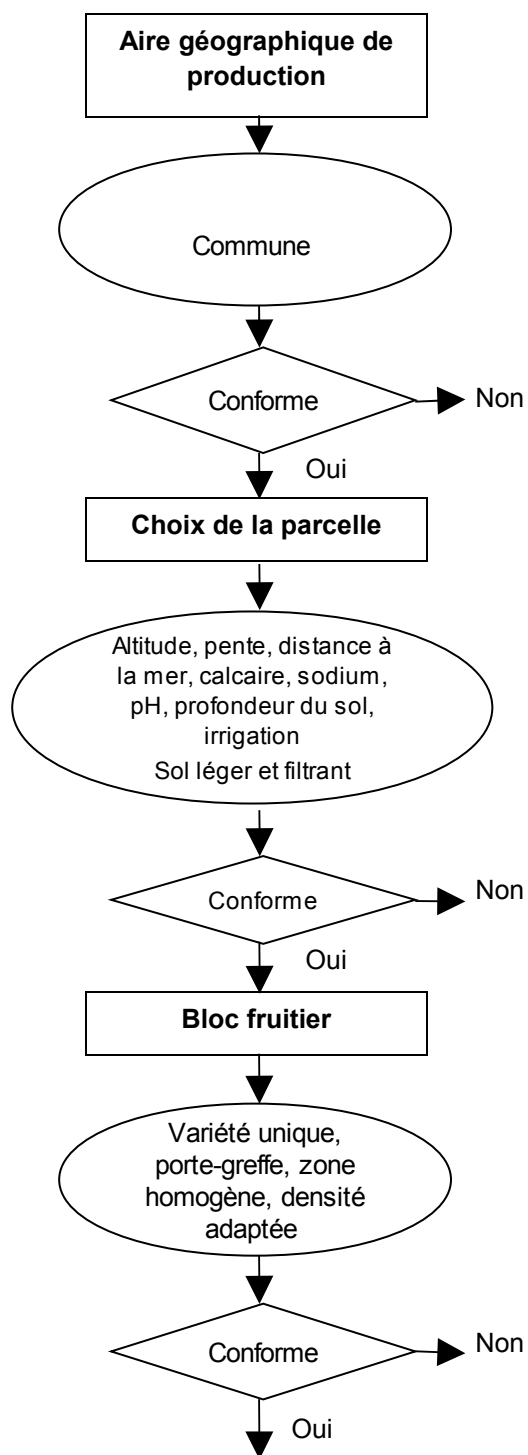 Aire géographique de
production
Commune
Conforme
Non
Oui
Choix de la parcelle
Altitude, pente, distance à
la mer, calcaire, sodium,
pH, profondeur du sol,
irrigation
Sol léger et filtrant
Conforme
Non
Oui
Bloc fruitier
Variété unique,
porte-greffe, zone
homogène, densité
adaptée
Conforme
Non
Oui